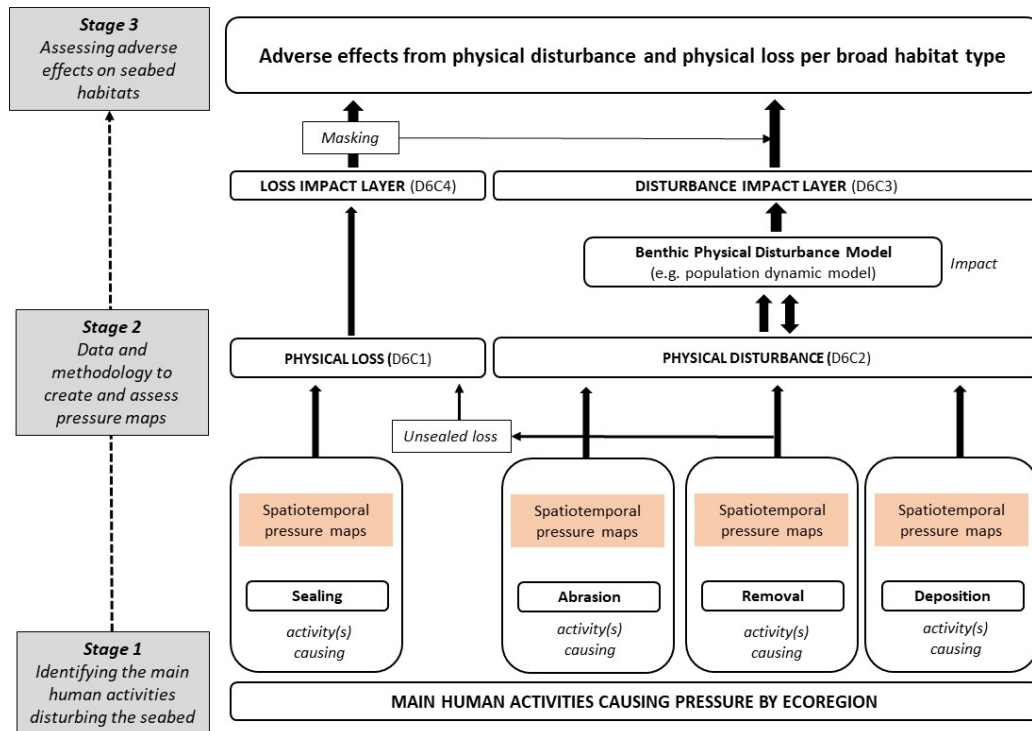 Stage 3
Assessing adverse
effects on seabed
habitats
Adverse effects from physical disturbance and physical loss per broad habitat type
Masking
LOSS IMPACT LAYER (D6C4)
DISTURBANCE IMPACT LAYER (D6C3)
Benthic Physical Disturbance Model
(e.g. population dynamic model)
Impact
Stage 2
Data and
methodology to
create and assess
pressure maps
PHYSICAL LOSS (D6C1)
PHYSICAL DISTURBANCE (D6C2)
Unsealed loss
Spatiotemporal
pressure maps
Sealing
activity(s)
causing
Spatiotemporal
pressure maps
Abrasion
activity(s)
causing
Spatiotemporal
pressure maps
Removal
activity(s)
causing
Spatiotemporal
pressure maps
Deposition
activity(s)
causing
Stage 1
Identifying the main
human activities
disturbing the seabed
MAIN HUMAN ACTIVITIES CAUSING PRESSURE BY ECOREGION